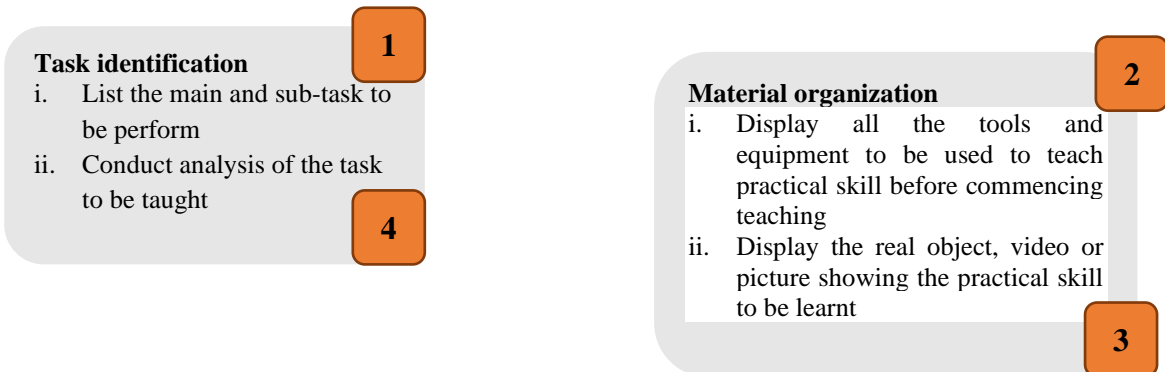 1
Task identification
i. List the main and sub-task to
be perform
ii. Conduct analysis of the task
to be taught
4
2
Material organization
i. Display all the tools and
equipment to be used to teach
practical skill before commencing
teaching
ii. Display the real object, video or
picture showing the practical skill
to be learnt
3